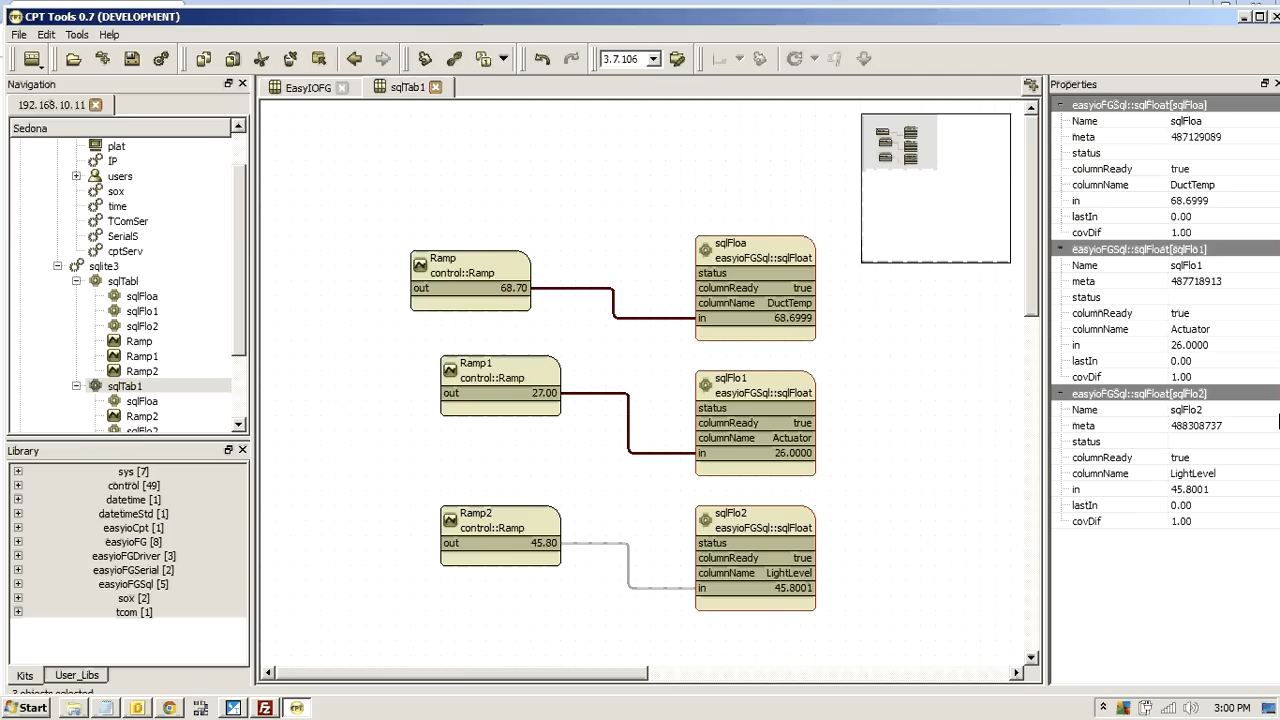 CPT Tools 0.7 (DEVELOPMENT)
File Edit Tools Help
3.7.106
Navigation
192.168.10.11
Sedona
plat
IP
users
sox
time
TComSer
SerialS
cptServ
sqlite3
sqlTabl
sqlFloa
sqlFlo1
sqlFlo2
Ramp
Ramp1
Ramp2
sqlTab1
sqlFloa
Ramp2
sqlFlo2
Library
sys [7]
control [49]
datetime [1]
datetimeStd [1]
easyioCpt [1]
easyioFG [8]
easyioFGDriver [3]
easyioFGSerial [2]
easyioFGSql [5]
sox [2]
tcom [1]
Kits User_Libs
3 objects selected
EasyIOFG sqlTab1
Ramp
control::Ramp
out 68.70
sqlFloa
easyioFGSql::sqlFloat
status
columnReady true
columnName DuctTemp
in 68.6999
Ramp1
control::Ramp
out 27.00
sqlFlo1
easyioFGSql::sqlFloat
status
columnReady true
columnName Actuator
in 26.0000
Ramp2
control::Ramp
out 45.80
sqlFlo2
easyioFGSql::sqlFloat
status
columnReady true
columnName LightLevel
in 45.8001
Properties
easyioFGSql::sqlFloat[sqlFloa]
Name sqlFloa
meta 487129089
status
columnReady true
columnName DuctTemp
in 68.6999
lastIn 0.00
covDif 1.00
easyioFGSql::sqlFloat[sqlFlo1]
Name sqlFlo1
meta 487718913
status
columnReady true
columnName Actuator
in 26.0000
lastIn 0.00
covDif 1.00
easyioFGSql::sqlFloat[sqlFlo2]
Name sqlFlo2
meta 488308737
status
columnReady true
columnName LightLevel
in 45.8001
lastIn 0.00
covDif 1.00
Start
3:00 PM